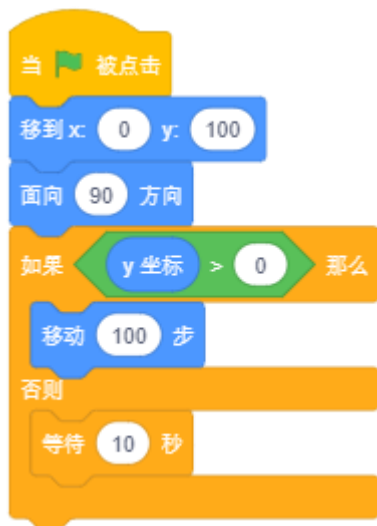 当 被点击
移到 x: 0 y: 100
面向 90 方向
如果 y 坐标 > 0 那么
移动 100 步
否则
等待 10 秒